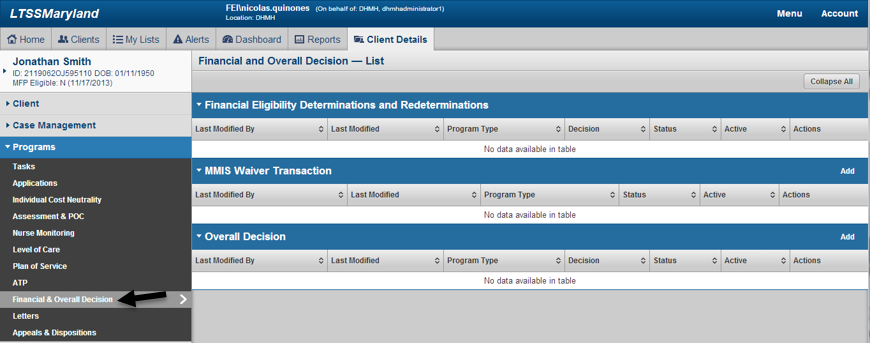 LTSSMaryland
FEI\nicolas.quinones (On behalf of: DHMH, dhmhadministrator1)
Location: DHMH
Menu Account
Home Clients My Lists Alerts Dashboard Reports Client Details
Jonathan Smith
ID: 2119062OJ595110 DOB: 01/11/1950
MFP Eligible: N (11/17/2013)
Client
Case Management
Programs
Tasks
Applications
Individual Cost Neutrality
Assessment & POC
Nurse Monitoring
Level of Care
Plan of Service
ATP
Financial & Overall Decision
Letters
Appeals & Dispositions
Financial and Overall Decision — List
Collapse All
Financial Eligibility Determinations and Redeterminations
Last Modified By Last Modified Program Type Decision Status Active Actions
No data available in table
MMIS Waiver Transaction Add
Last Modified By Last Modified Program Type Status Active Actions
No data available in table
Overall Decision Add
Last Modified By Last Modified Program Type Decision Status Active Actions
No data available in table